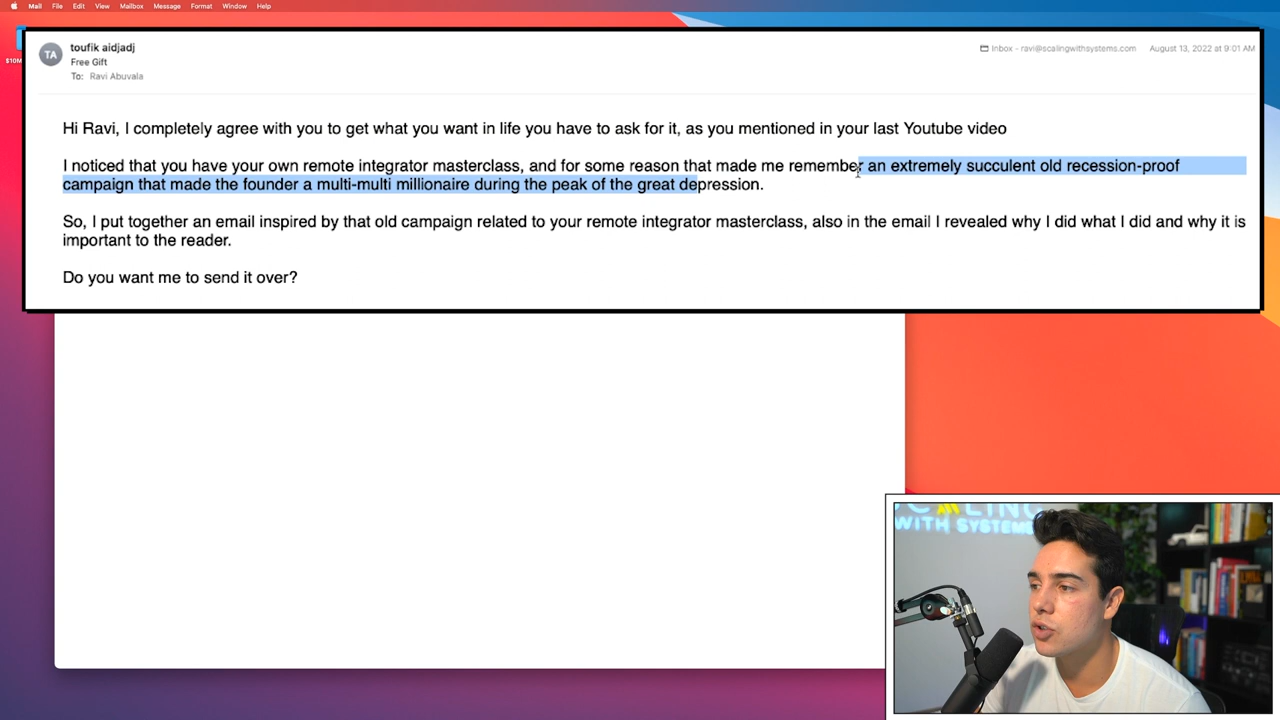 Mail File Edit View Mailbox Message Format Window Help
$10M
TA
toufik aidjadj
Free Gift
To: Ravi Abuvala
Inbox - ravi@scalingwithsystems.com August 13, 2022 at 9:01 AM
Hi Ravi, I completely agree with you to get what you want in life you have to ask for it, as you mentioned in your last Youtube video
I noticed that you have your own remote integrator masterclass, and for some reason that made me remember an extremely succulent old recession-proof
campaign that made the founder a multi-multi millionaire during the peak of the great depression.
So, I put together an email inspired by that old campaign related to your remote integrator masterclass, also in the email I revealed why I did what I did and why it is
important to the reader.
Do you want me to send it over?
WITH SYSTEMS